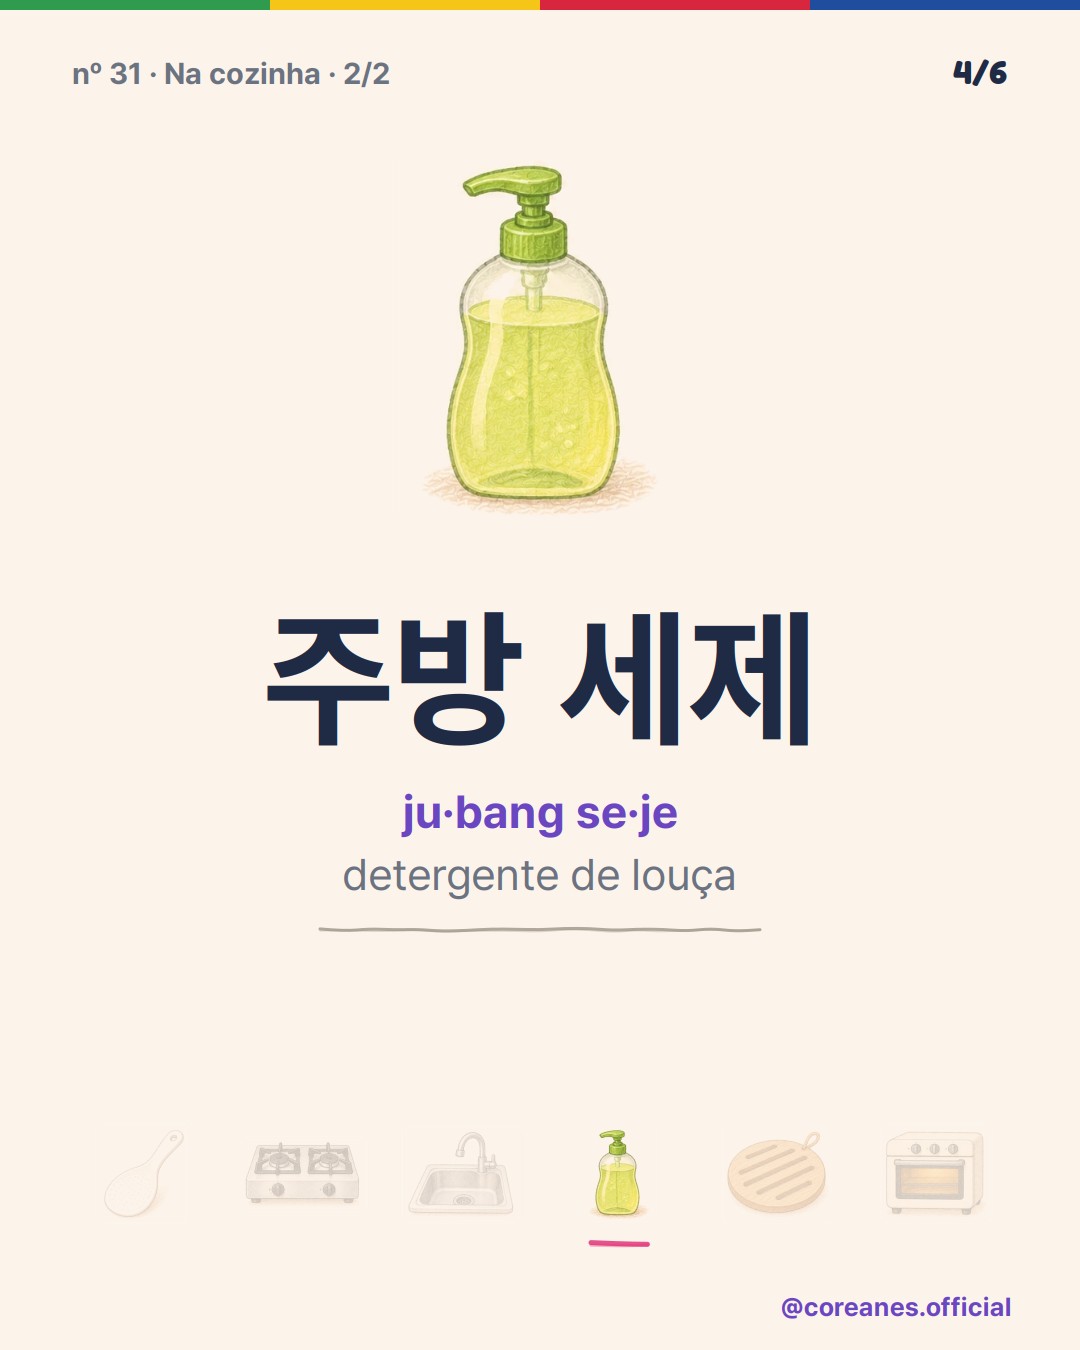 nº 31 · Na cozinha · 2/2
4/6
주방 세제
ju·bang se·je
detergente de louça
@coreanes.official